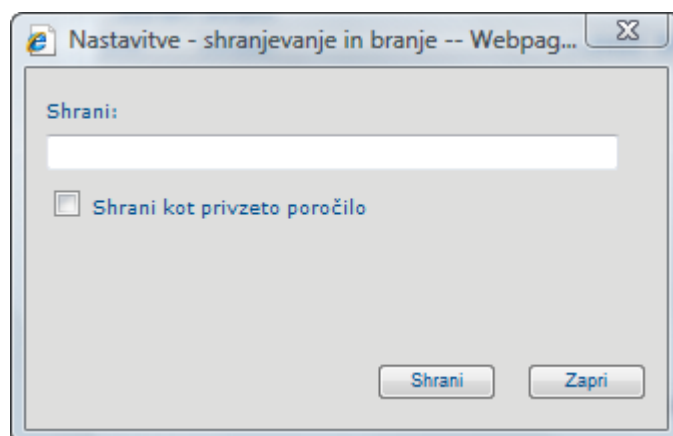 Nastavitve - shranjevanje in branje -- Webpag...
Shrani:
Shrani kot privzeto poročilo
Shrani Zapri